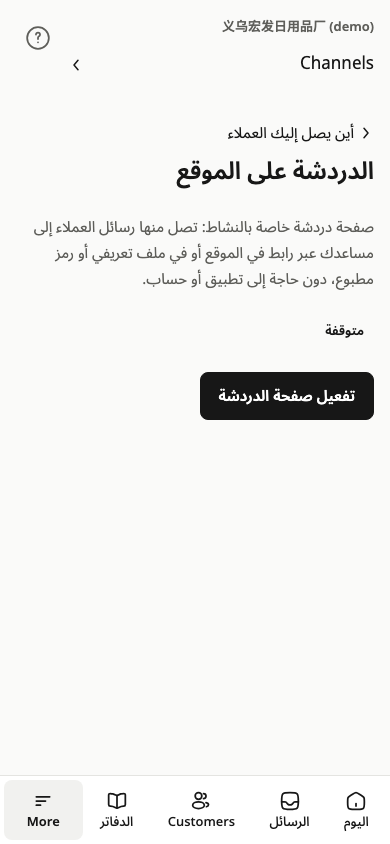 义乌宏发日用品厂 (demo)
Channels
أين يصل إليك العملاء
الدردشة على الموقع
صفحة دردشة خاصة بالنشاط: تصل منها رسائل العملاء إلى
مساعدك عبر رابط في الموقع أو في ملف تعريفي أو رمز
مطبوع، دون حاجة إلى تطبيق أو حساب.
متوقفة
تفعيل صفحة الدردشة
اليوم
الرسائل
Customers
الدفاتر
More